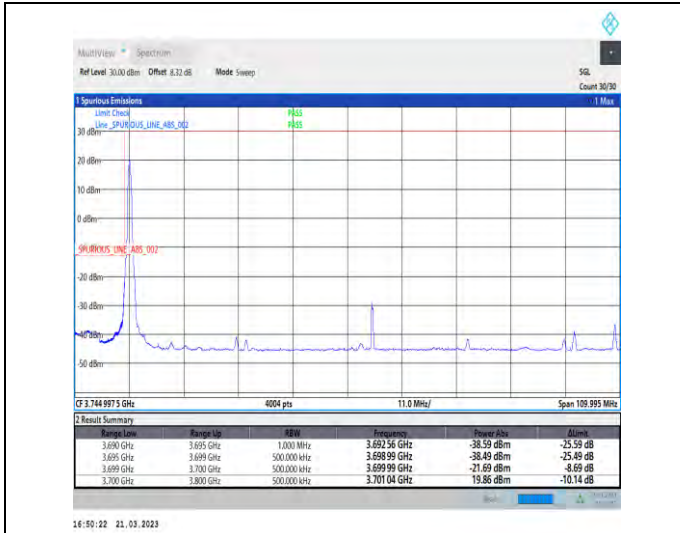 MultiView Spectrum
Ref Level 30.00 dBm Offset 8.32 dB Mode Sweep SGL
Count 30/30
1 Spurious Emissions 1 Max
Limit Check PASS
Line _SPURIOUS_LINE_ABS_002 PASS
30 dBm
20 dBm
10 dBm
0 dBm
_SPURIOUS_LINE_ABS_002
-20 dBm
-30 dBm
-40 dBm
-50 dBm
CF 3.744 997 5 GHz 4004 pts 11.0 MHz/ Span 109.995 MHz
2 Result Summary
Range Low Range Up RBW Frequency Power Abs ΔLimit
3.690 GHz 3.695 GHz 1.000 MHz 3.692 56 GHz -38.59 dBm -25.59 dB
3.695 GHz 3.699 GHz 500.000 kHz 3.698 99 GHz -38.49 dBm -25.49 dB
3.699 GHz 3.700 GHz 500.000 kHz 3.699 99 GHz -21.69 dBm -8.69 dB
3.700 GHz 3.800 GHz 500.000 kHz 3.701 04 GHz 19.86 dBm -10.14 dB
16:50:22 21.03.2023